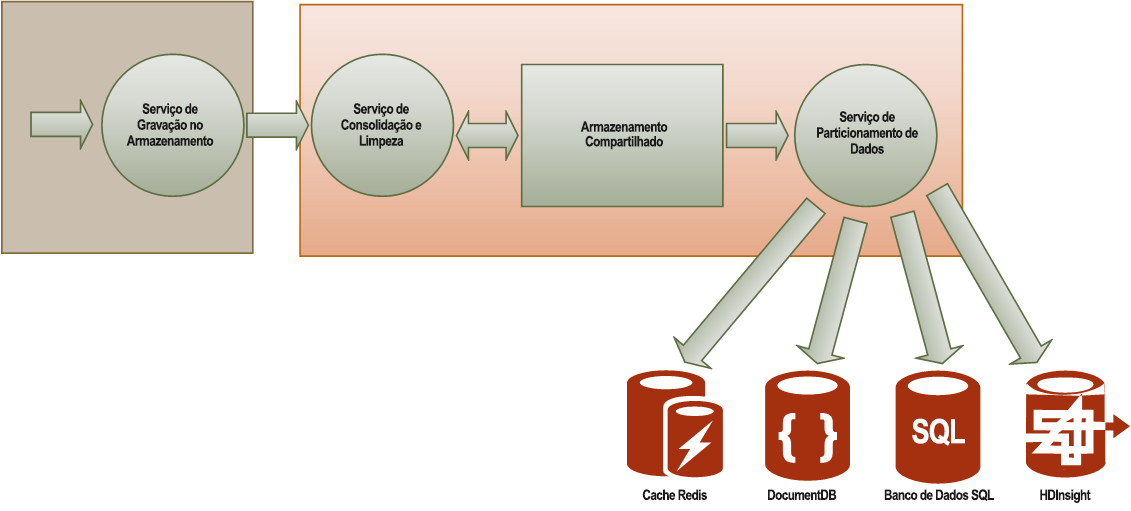 Serviço de
Gravação no
Armazenamento
Serviço de
Consolidação e
Limpeza
Armazenamento
Compartilhado
Serviço de
Particionamento de
Dados
{ }
SQL
Cache Redis
DocumentDB
Banco de Dados SQL
HDInsight